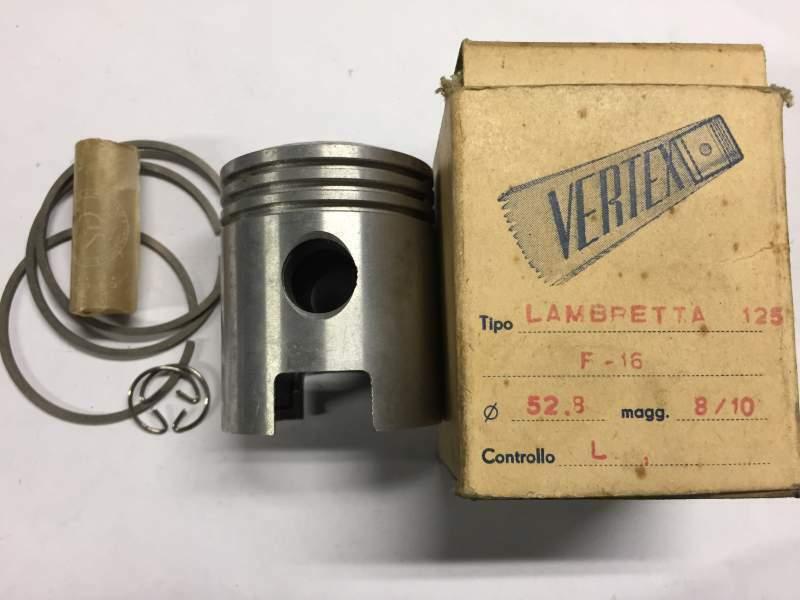 VERTEX
Tipo LAMBRETTA 125
F-16
Ø 52.8 magg. 8/10
Controllo L